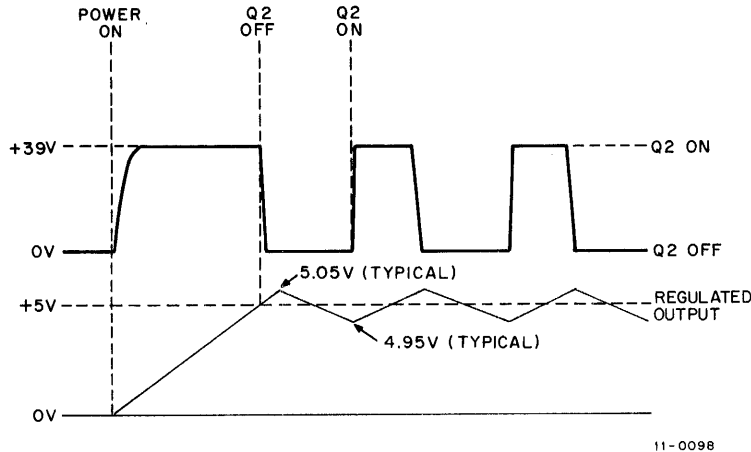 POWER
ON
Q2
OFF
Q2
ON
+39V
Q2 ON
0V
Q2 OFF
5.05V (TYPICAL)
+5V
REGULATED
OUTPUT
4.95V (TYPICAL)
0V
11-0098